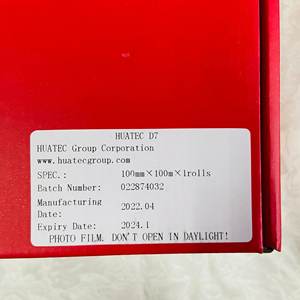 HUATEC D7
HUATEC Group Corporation
www.huatecgroup.com
SPEC.: 100mm×100m×1rolls
Batch Number: 022874032
Manufacturing Date: 2022.04
Expiry Date: 2024.1
PHOTO FILM. DON'T OPEN IN DAYLIGHT!